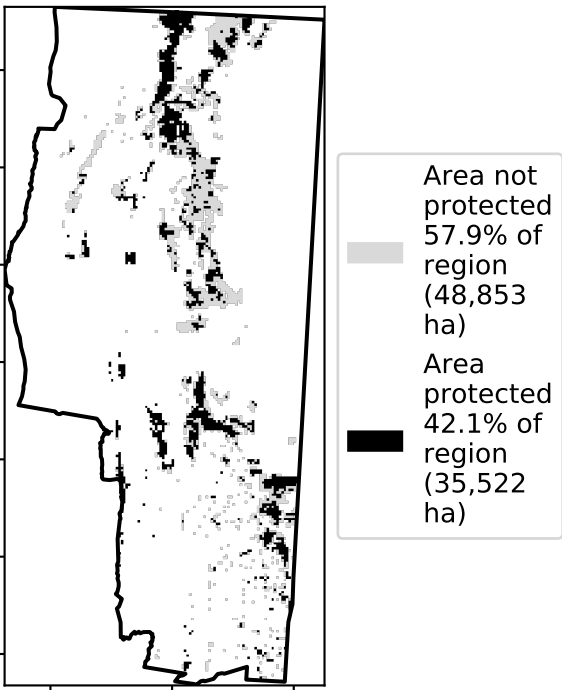 Area not
protected
57.9% of
region
(48,853
ha)
Area
protected
42.1% of
region
(35,522
ha)